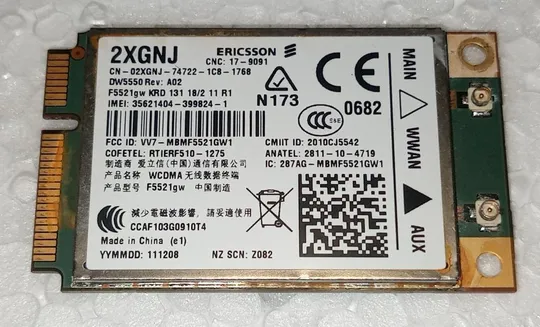 2XGNJ ERICSSON
CNC: 17-9091
CN-02XGNJ-74722-1C8-1768
DW5550 Rev: A02
F5521gw KRD 131 18/2 11 R1
IMEI: 35621404-399824-1
N173
0682
FCC ID: VV7-MBMF5521GW1 CMIIT ID: 2010CJ5542
COFETEL: RTIERF510-1275 ANATEL: 2811-10-4719
制造商 爱立信(中国)通信有限公司 IC: 287AG-MBMF5521GW1
产品名称 WCDMA 无线数据终端
产品型号 F5521gw 中国制造
減少電磁波影響,請妥適使用
CCAF103G0910T4
Made in China (e1)
YYMMDD: 111208 NZ SCN: Z082
MAIN
WWAN
AUX